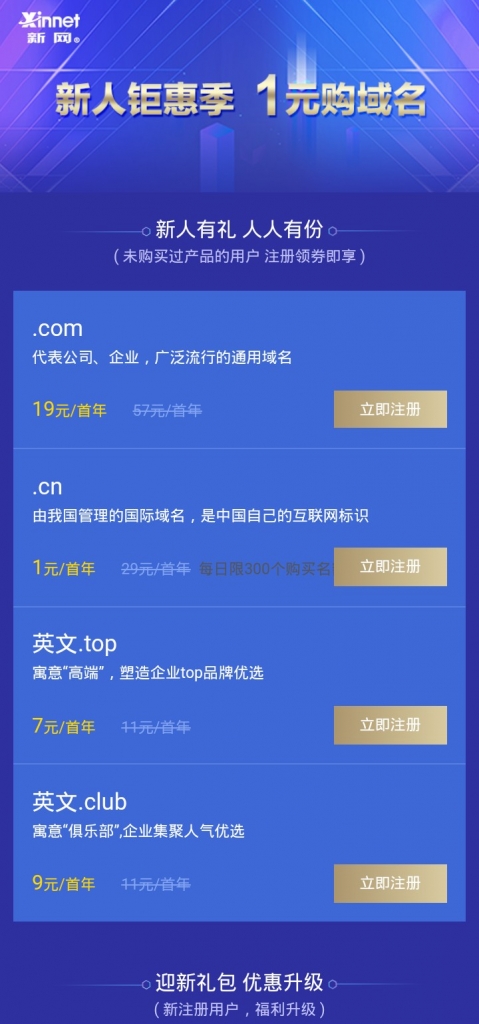 Xinnet
新网®
新人钜惠季 1元购域名
新人有礼 人人有份
(未购买过产品的用户 注册领券即享)
.com
代表公司、企业，广泛流行的通用域名
19元/首年 57元/首年 立即注册
.cn
由我国管理的国际域名，是中国自己的互联网标识
1元/首年 29元/首年 每日限300个购买名 立即注册
英文.top
寓意“高端”，塑造企业top品牌优选
7元/首年 11元/首年 立即注册
英文.club
寓意“俱乐部”,企业集聚人气优选
9元/首年 11元/首年 立即注册
迎新礼包 优惠升级
(新注册用户，福利升级)